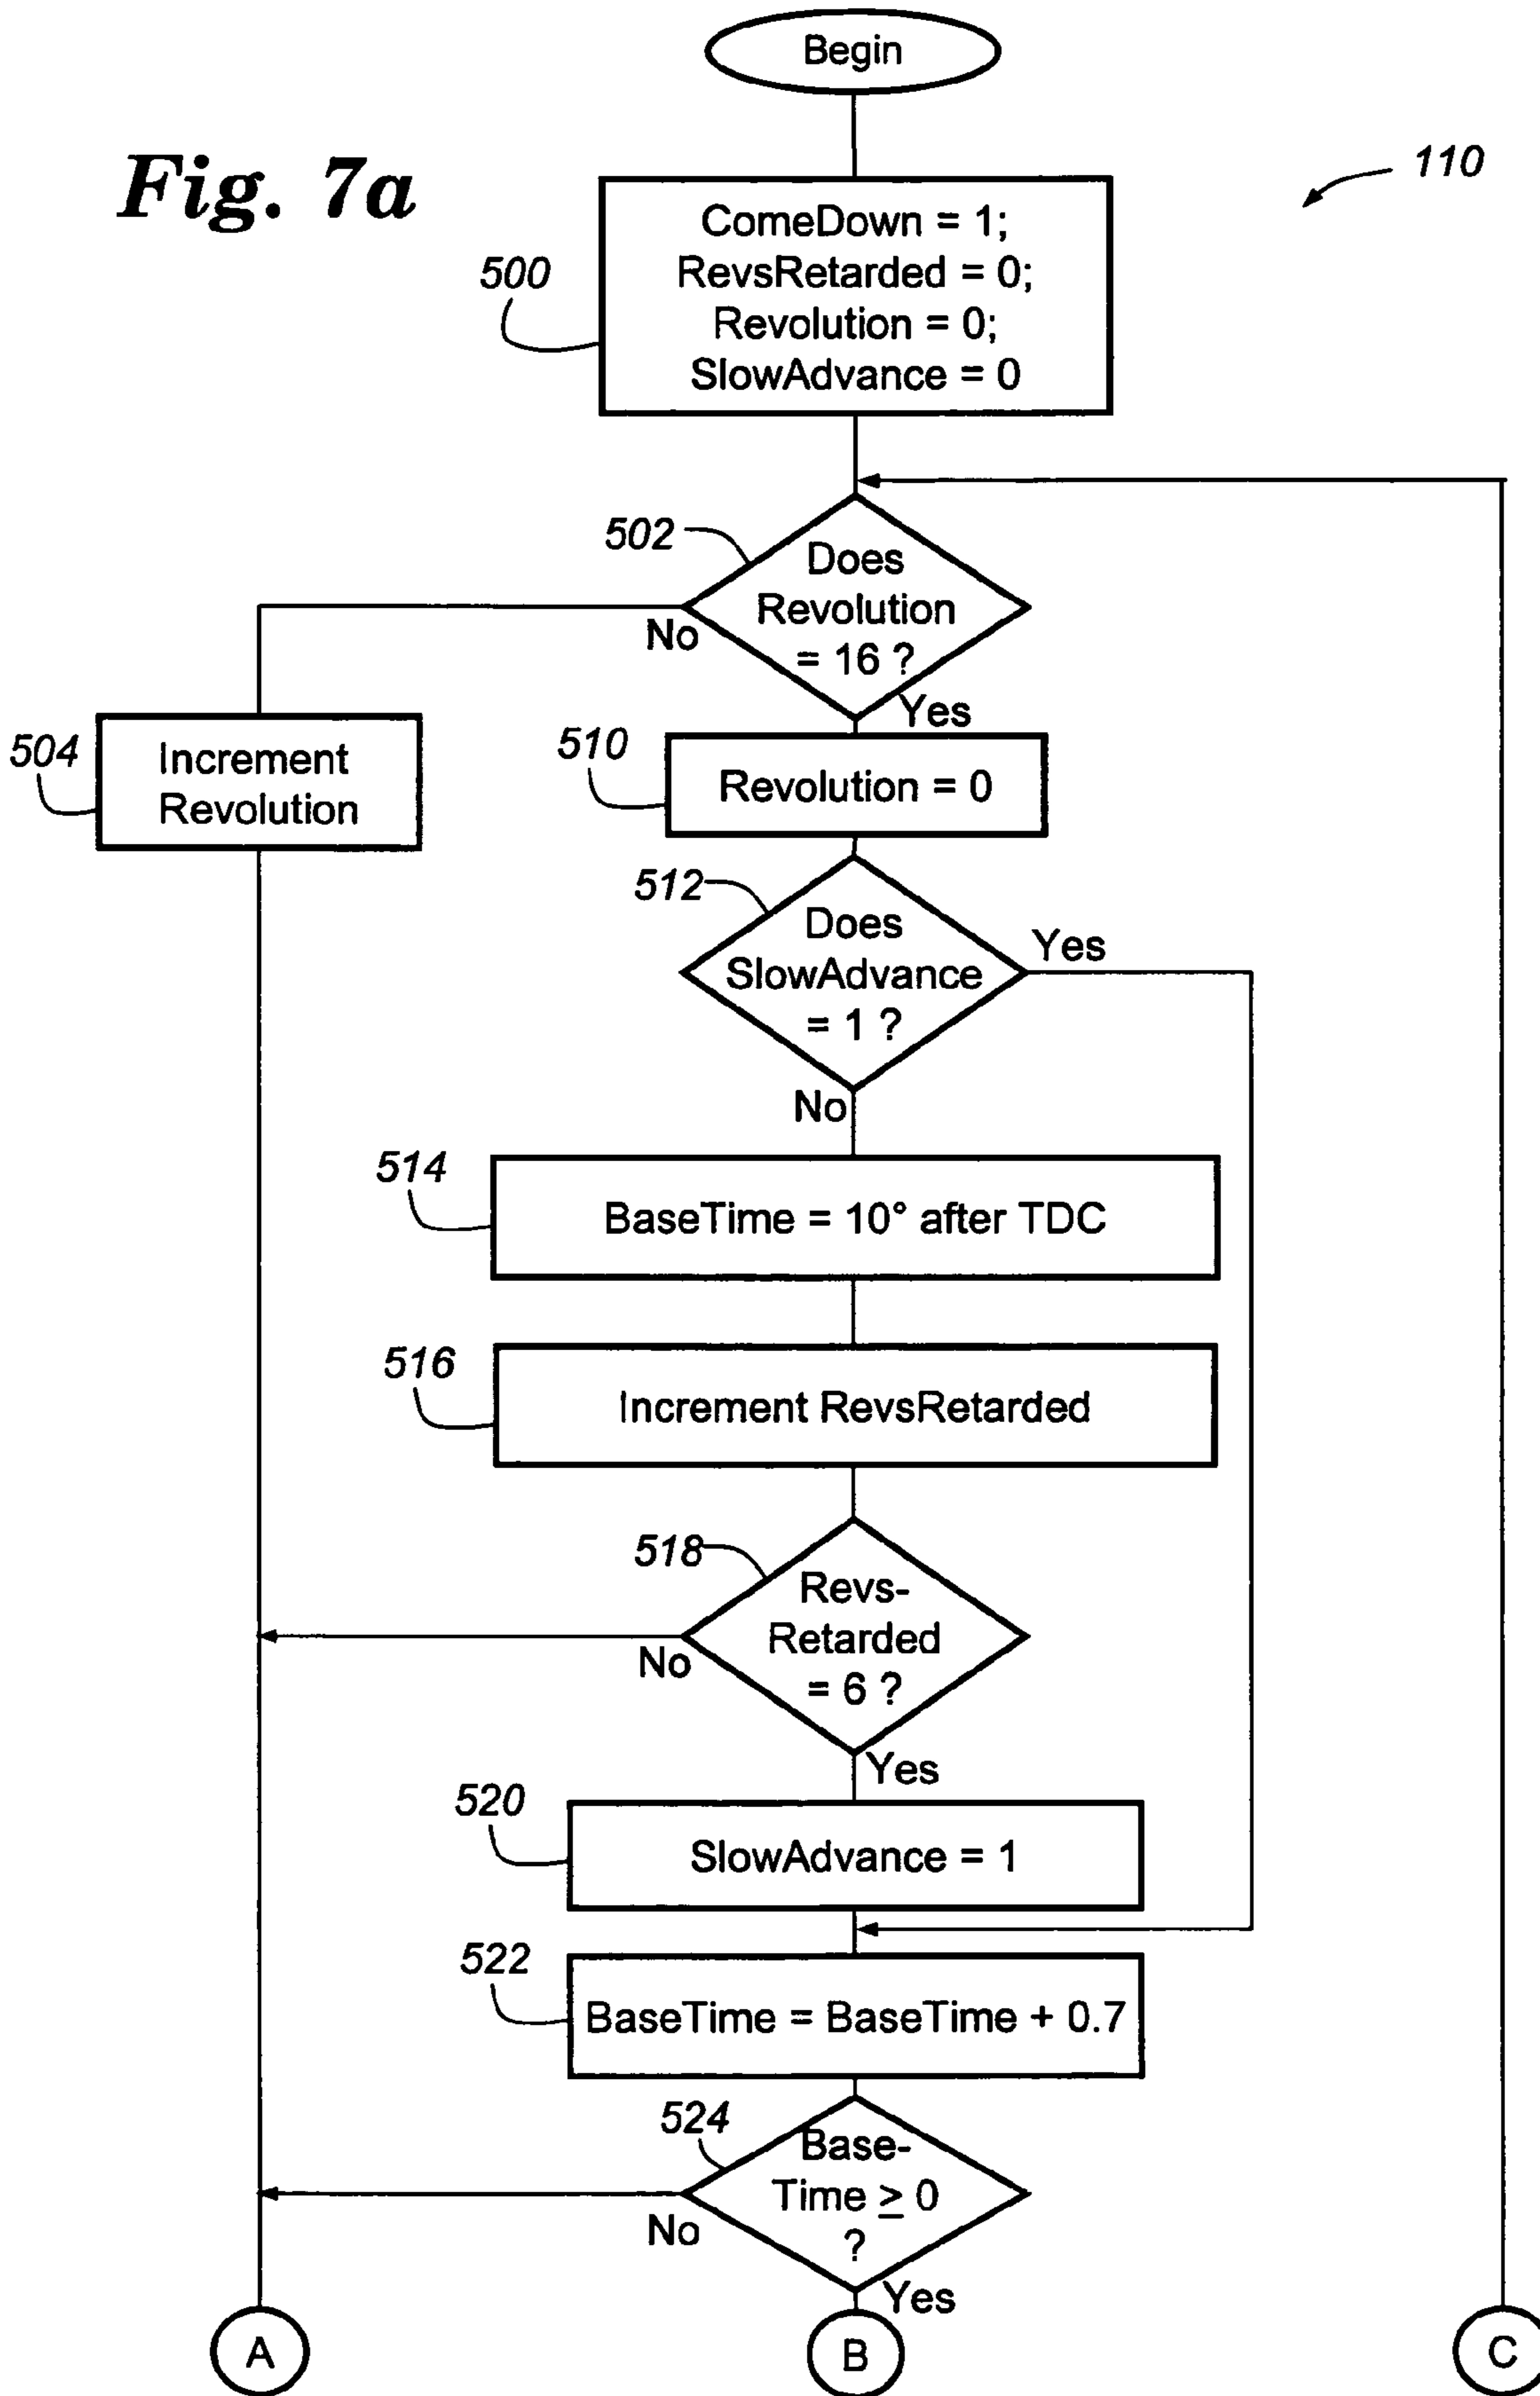 Begin
Fig. 7a
110
500
ComeDown = 1;
RevsRetarded = 0;
Revolution = 0;
SlowAdvance = 0
502
Does
Revolution
= 16 ?
No
Yes
504
Increment
Revolution
510
Revolution = 0
512
Does
SlowAdvance
= 1 ?
Yes
No
514
BaseTime = 10° after TDC
516
Increment RevsRetarded
518
Revs-
Retarded
= 6 ?
No
Yes
520
SlowAdvance = 1
522
BaseTime = BaseTime + 0.7
524
Base-
Time ≥ 0
?
No
Yes
A
B
C